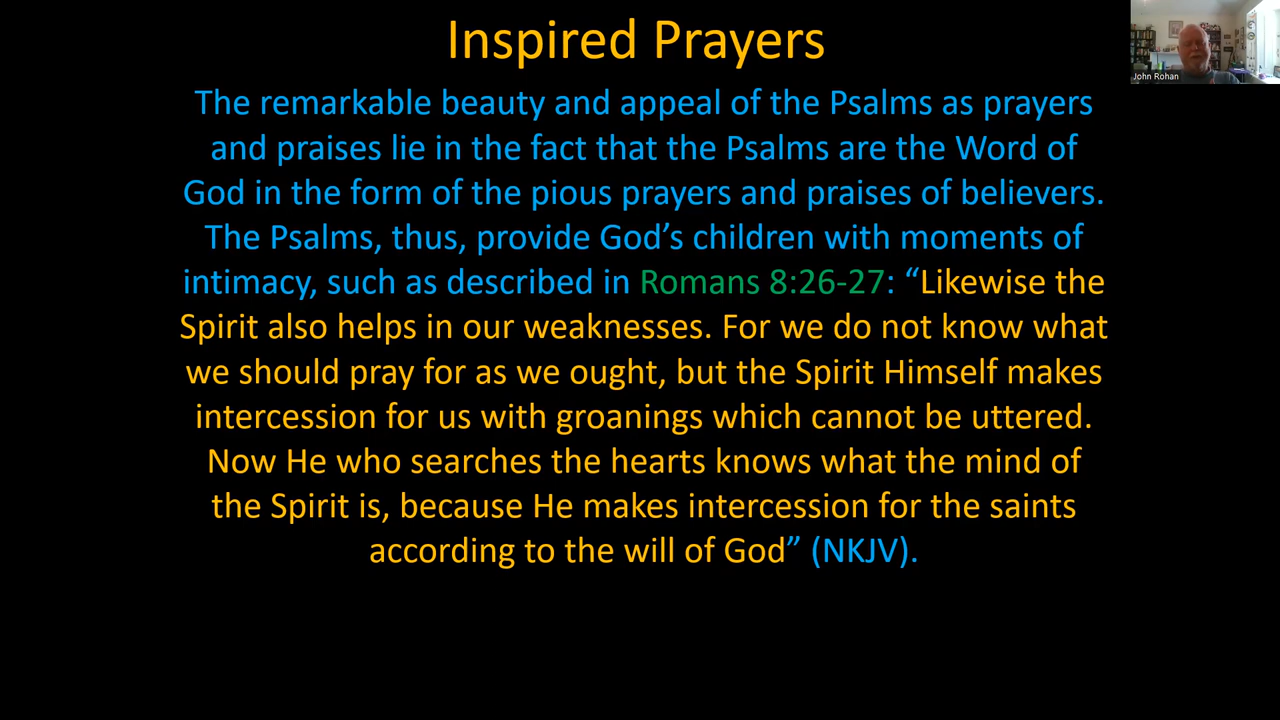 Inspired Prayers
John Rohan
The remarkable beauty and appeal of the Psalms as prayers
and praises lie in the fact that the Psalms are the Word of
God in the form of the pious prayers and praises of believers.
The Psalms, thus, provide God’s children with moments of
intimacy, such as described in Romans 8:26-27: “Likewise the
Spirit also helps in our weaknesses. For we do not know what
we should pray for as we ought, but the Spirit Himself makes
intercession for us with groanings which cannot be uttered.
Now He who searches the hearts knows what the mind of
the Spirit is, because He makes intercession for the saints
according to the will of God” (NKJV).